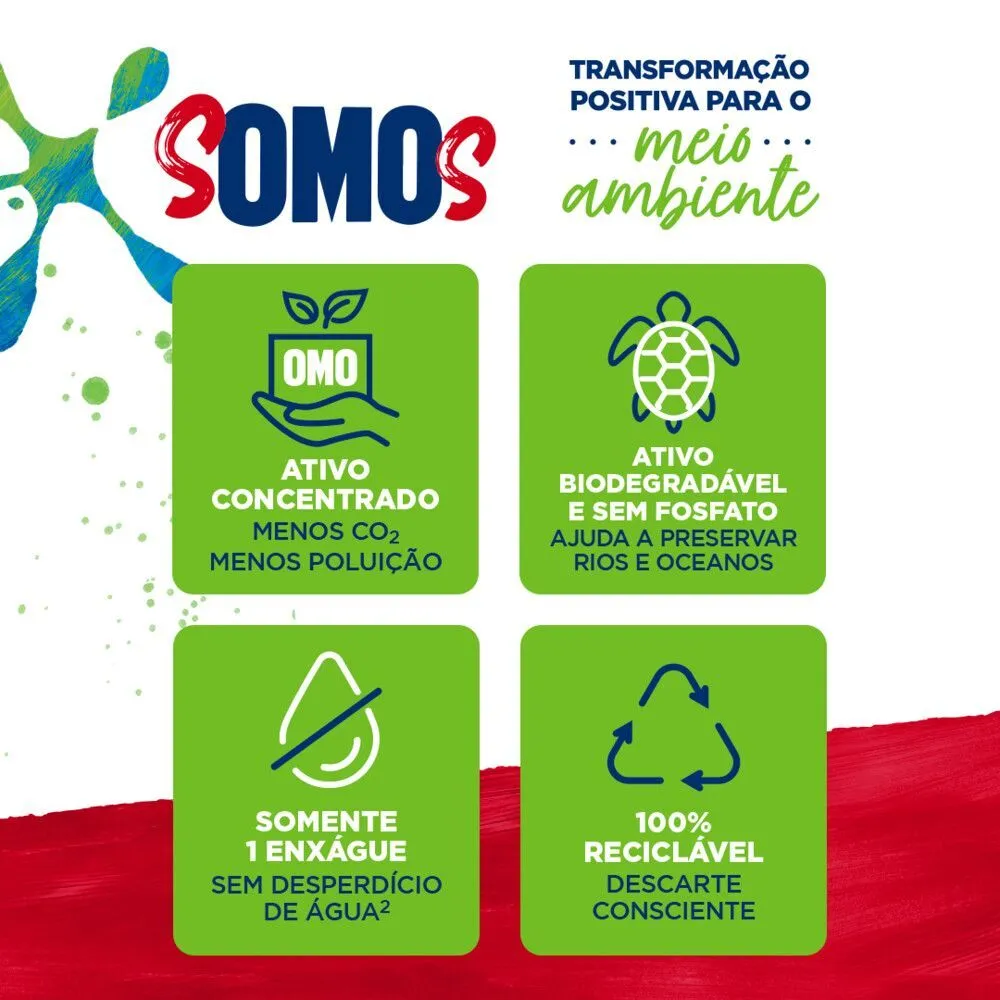 SOMOS
TRANSFORMAÇÃO
POSITIVA PARA O
... meio ...
ambiente
OMO
ATIVO
CONCENTRADO
MENOS CO₂
MENOS POLUIÇÃO
ATIVO
BIODEGRADÁVEL
E SEM FOSFATO
AJUDA A PRESERVAR
RIOS E OCEANOS
SOMENTE
1 ENXÁGUE
SEM DESPERDÍCIO
DE ÁGUA²
100%
RECICLÁVEL
DESCARTE
CONSCIENTE